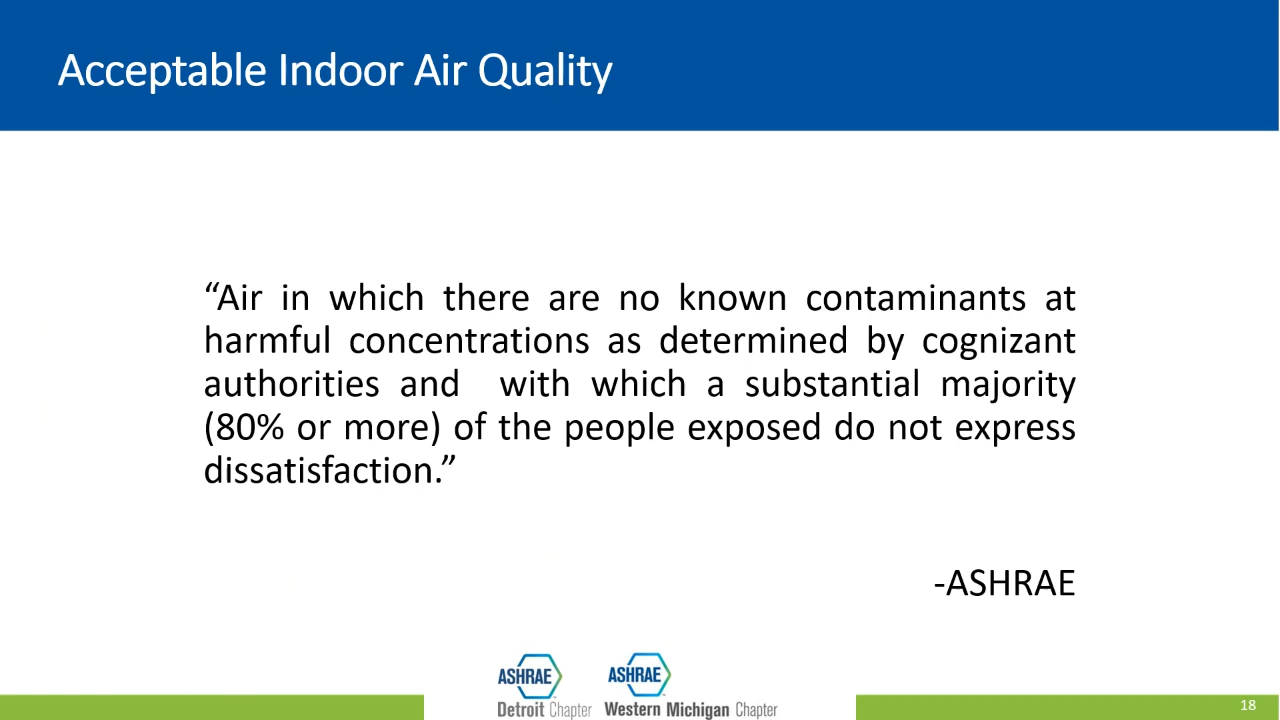 Acceptable Indoor Air Quality
“Air in which there are no known contaminants at
harmful concentrations as determined by cognizant
authorities and  with which a substantial majority
(80% or more) of the people exposed do not express
dissatisfaction.”
-ASHRAE
ASHRAE
Detroit Chapter
ASHRAE
Western Michigan Chapter
18